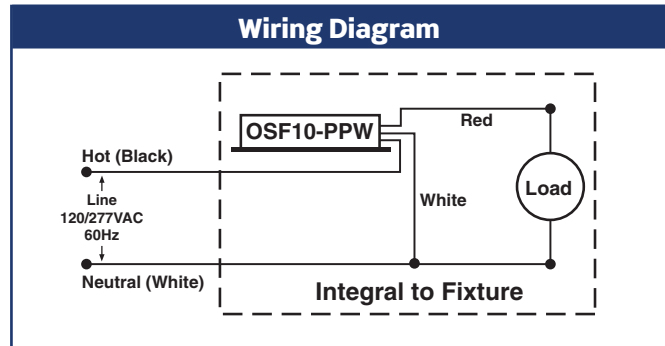 Wiring Diagram
OSF10-PPW
Red
Hot (Black)
Load
Line
120/277VAC
60Hz
White
Neutral (White)
Integral to Fixture